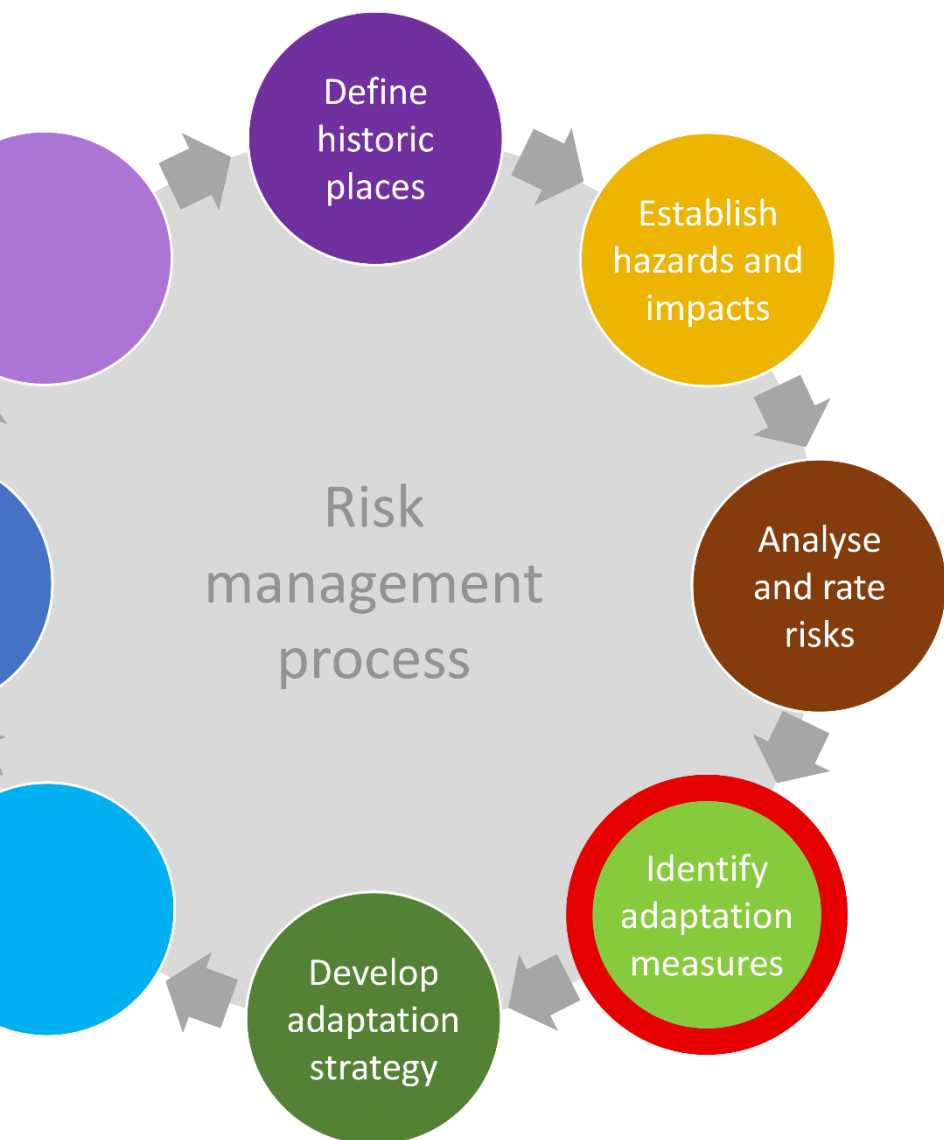 Define
historic
places
Establish
hazards and
impacts
Analyse
and rate
risks
Identify
adaptation
measures
Develop
adaptation
strategy
Risk
management
process